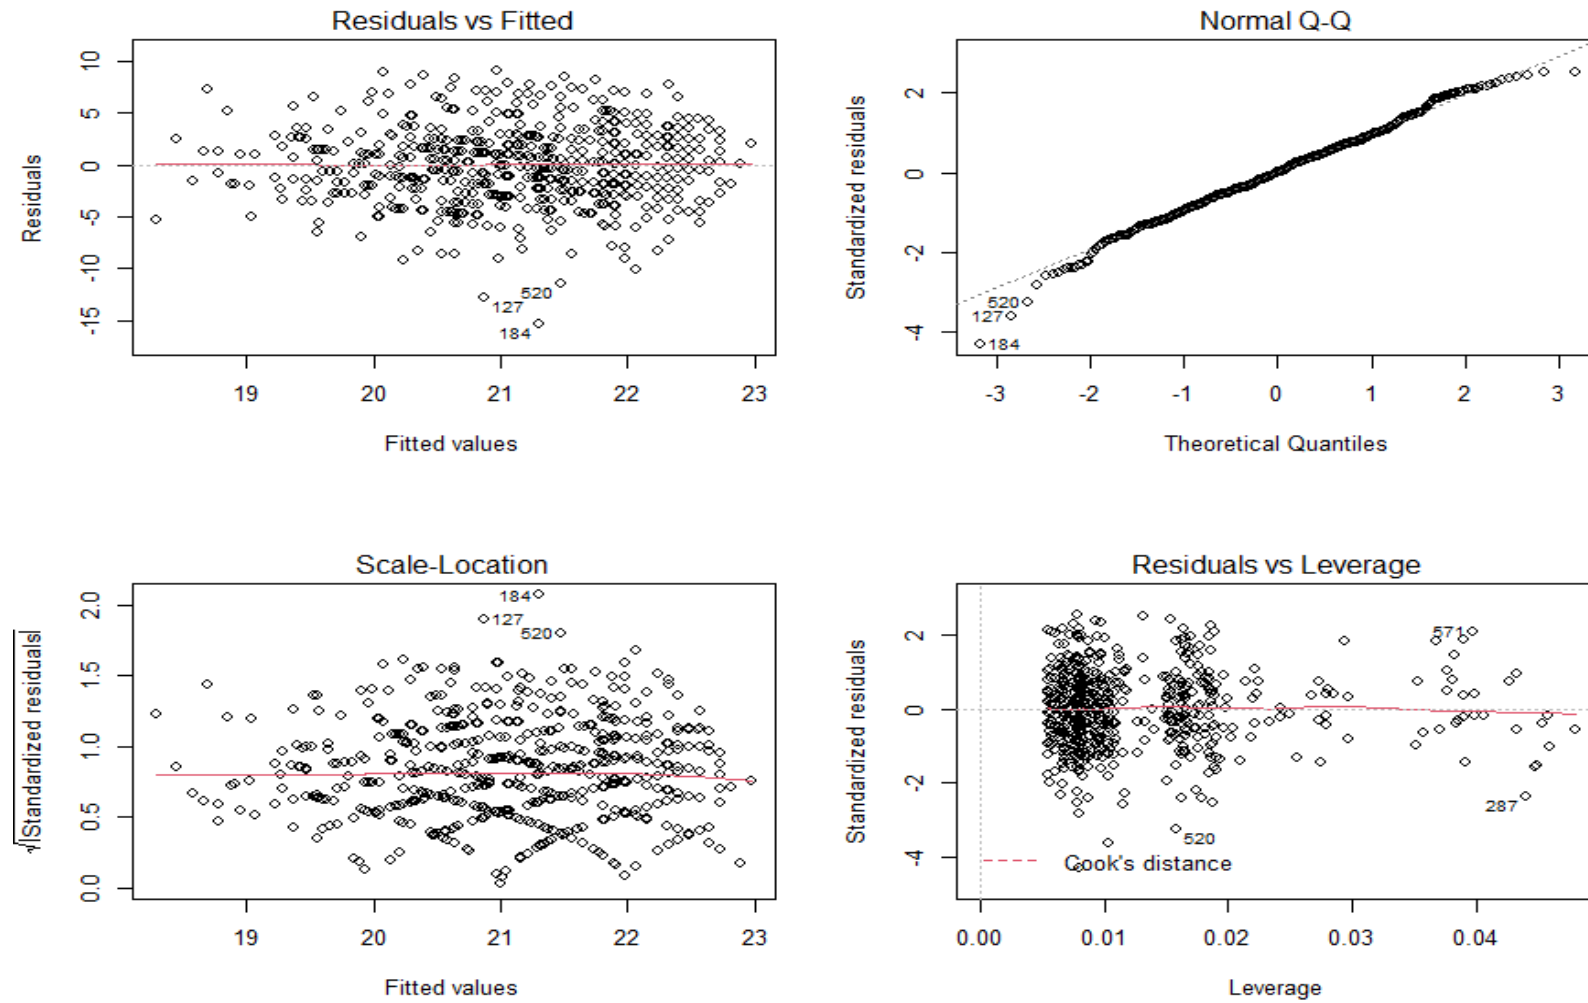 Residuals vs Fitted
Residuals
10
5
0
-5
-10
-15
520
127
184
19 20 21 22 23
Fitted values
Normal Q-Q
Standardized residuals
2
0
-2
-4
520
127
184
-3 -2 -1 0 1 2 3
Theoretical Quantiles
Scale-Location
√|Standardized residuals|
2.0
1.5
1.0
0.5
0.0
184
127
520
19 20 21 22 23
Fitted values
Residuals vs Leverage
Standardized residuals
2
0
-2
-4
571
287
520
Cook's distance
0.00 0.01 0.02 0.03 0.04
Leverage